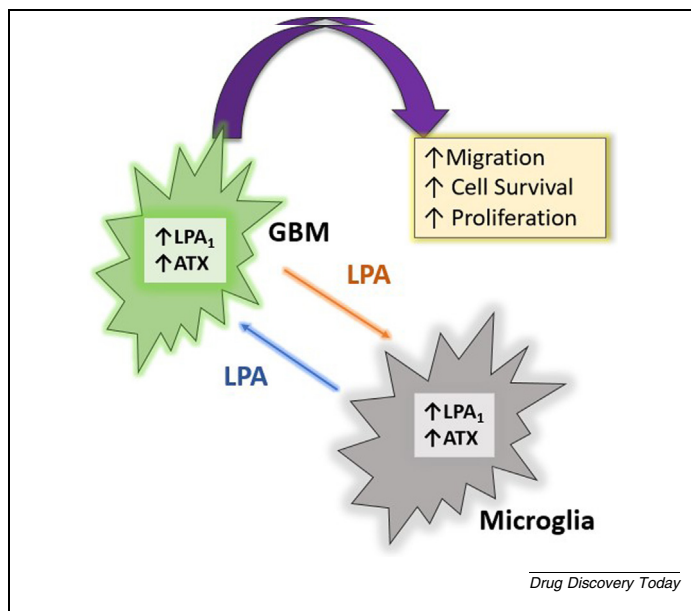 ↑Migration
↑ Cell Survival
↑ Proliferation
GBM
↑LPA₁
↑ATX
LPA
LPA
↑LPA₁
↑ATX
Microglia
Drug Discovery Today